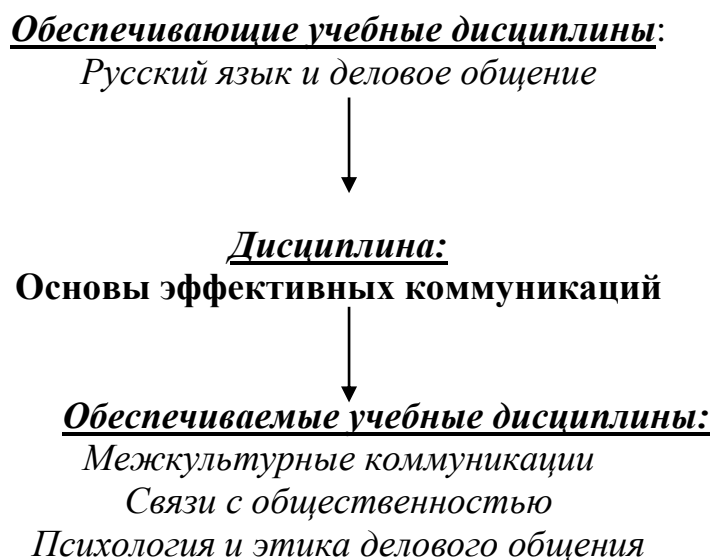 Обеспечивающие учебные дисциплины:
Русский язык и деловое общение
Дисциплина:
Основы эффективных коммуникаций
Обеспечиваемые учебные дисциплины:
Межкультурные коммуникации
Связи с общественностью
Психология и этика делового общения